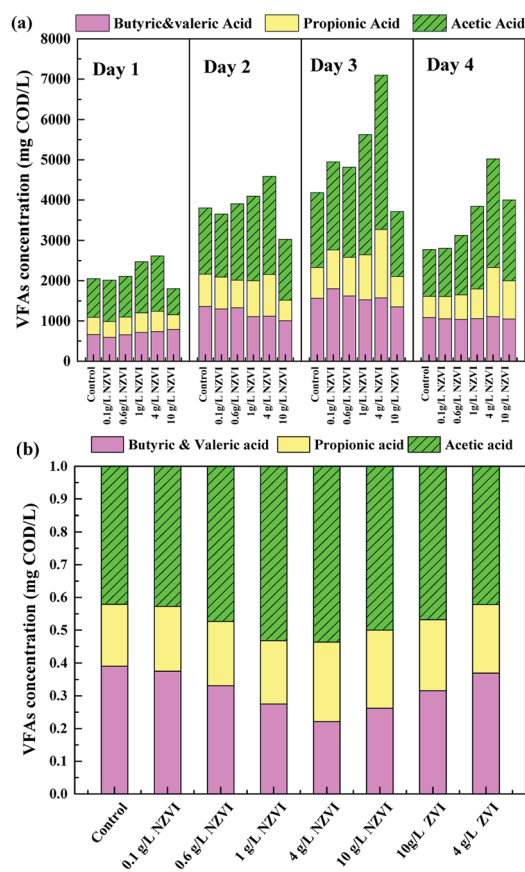 (a)
Butyric&valeric Acid Propionic Acid Acetic Acid
VFAs concentration (mg COD/L)
8000
7000
6000
5000
4000
3000
2000
1000
0
Day 1 Day 2 Day 3 Day 4
Control 0.1g/L NZVI 0.6g/L NZVI 1g/L NZVI 4 g/L NZVI 10 g/L NZVI
Control 0.1g/L NZVI 0.6g/L NZVI 1g/L NZVI 4 g/L NZVI 10 g/L NZVI
Control 0.1g/L NZVI 0.6g/L NZVI 1g/L NZVI 4 g/L NZVI 10 g/L NZVI
Control 0.1g/L NZVI 0.6g/L NZVI 1g/L NZVI 4 g/L NZVI 10 g/L NZVI
(b)
Butyric & Valeric acid Propionic acid Acetic acid
VFAs concentration (mg COD/L)
1.0
0.9
0.8
0.7
0.6
0.5
0.4
0.3
0.2
0.1
0.0
Control 0.1 g/L NZVI 0.6 g/L NZVI 1 g/L NZVI 4 g/L NZVI 10 g/L NZVI 10g/L ZVI 4 g/L ZVI